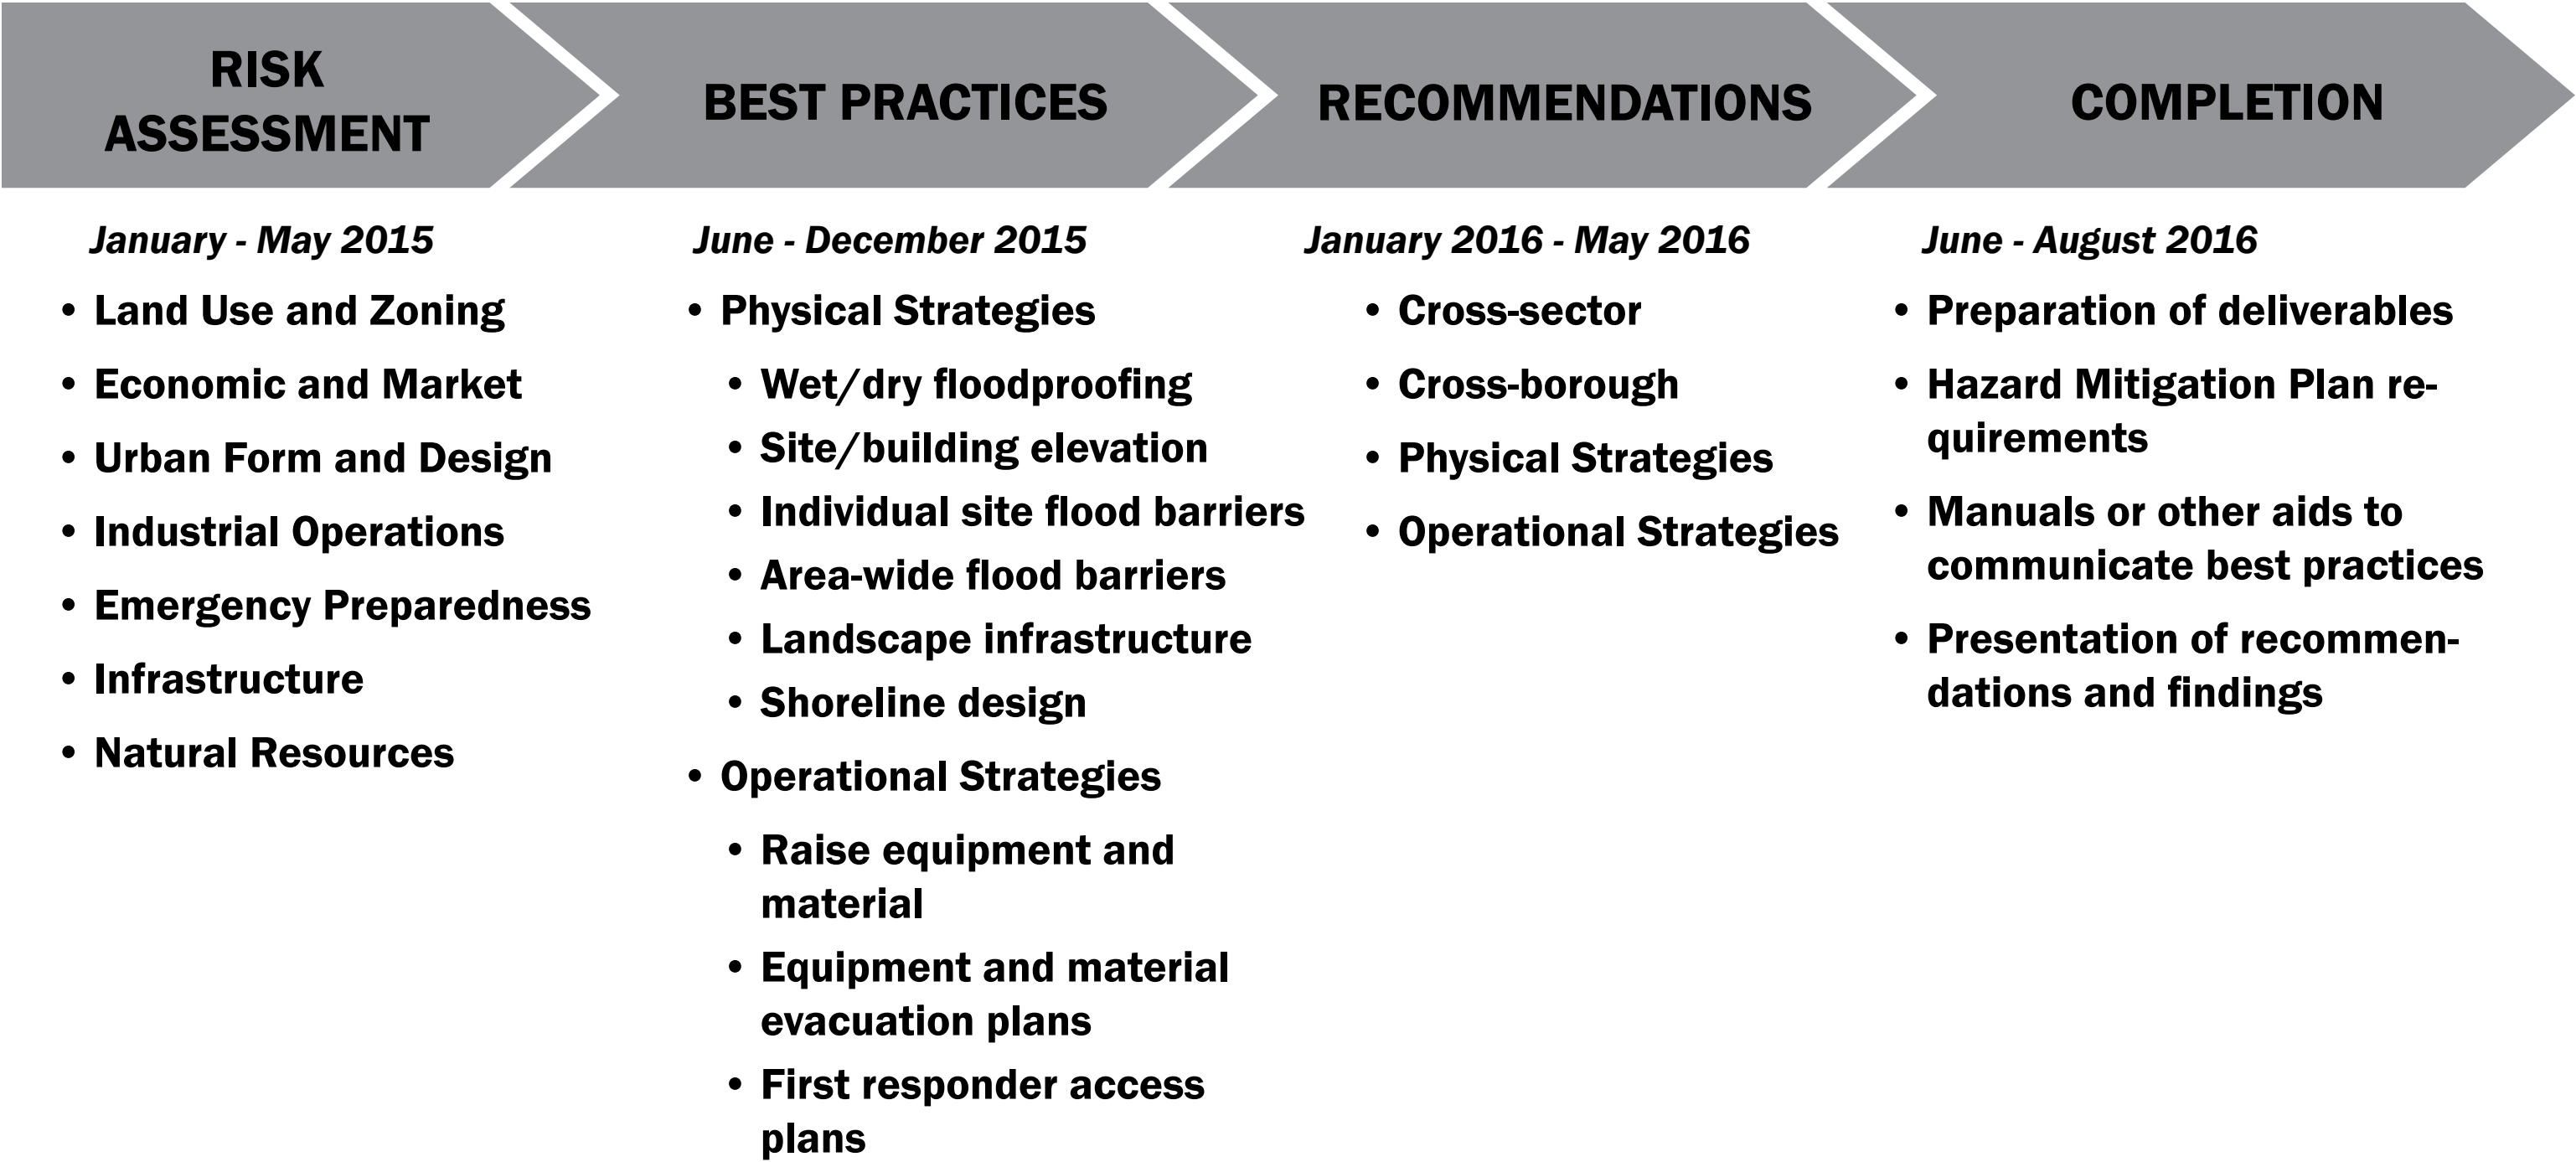 RISK
ASSESSMENT
BEST PRACTICES
RECOMMENDATIONS
COMPLETION
January - May 2015
• Land Use and Zoning
• Economic and Market
• Urban Form and Design
• Industrial Operations
• Emergency Preparedness
• Infrastructure
• Natural Resources
June - December 2015
• Physical Strategies
• Wet/dry floodproofing
• Site/building elevation
• Individual site flood barriers
• Area-wide flood barriers
• Landscape infrastructure
• Shoreline design
• Operational Strategies
• Raise equipment and
material
• Equipment and material
evacuation plans
• First responder access
plans
January 2016 - May 2016
• Cross-sector
• Cross-borough
• Physical Strategies
• Operational Strategies
June - August 2016
• Preparation of deliverables
• Hazard Mitigation Plan re-
quirements
• Manuals or other aids to
communicate best practices
• Presentation of recommen-
dations and findings